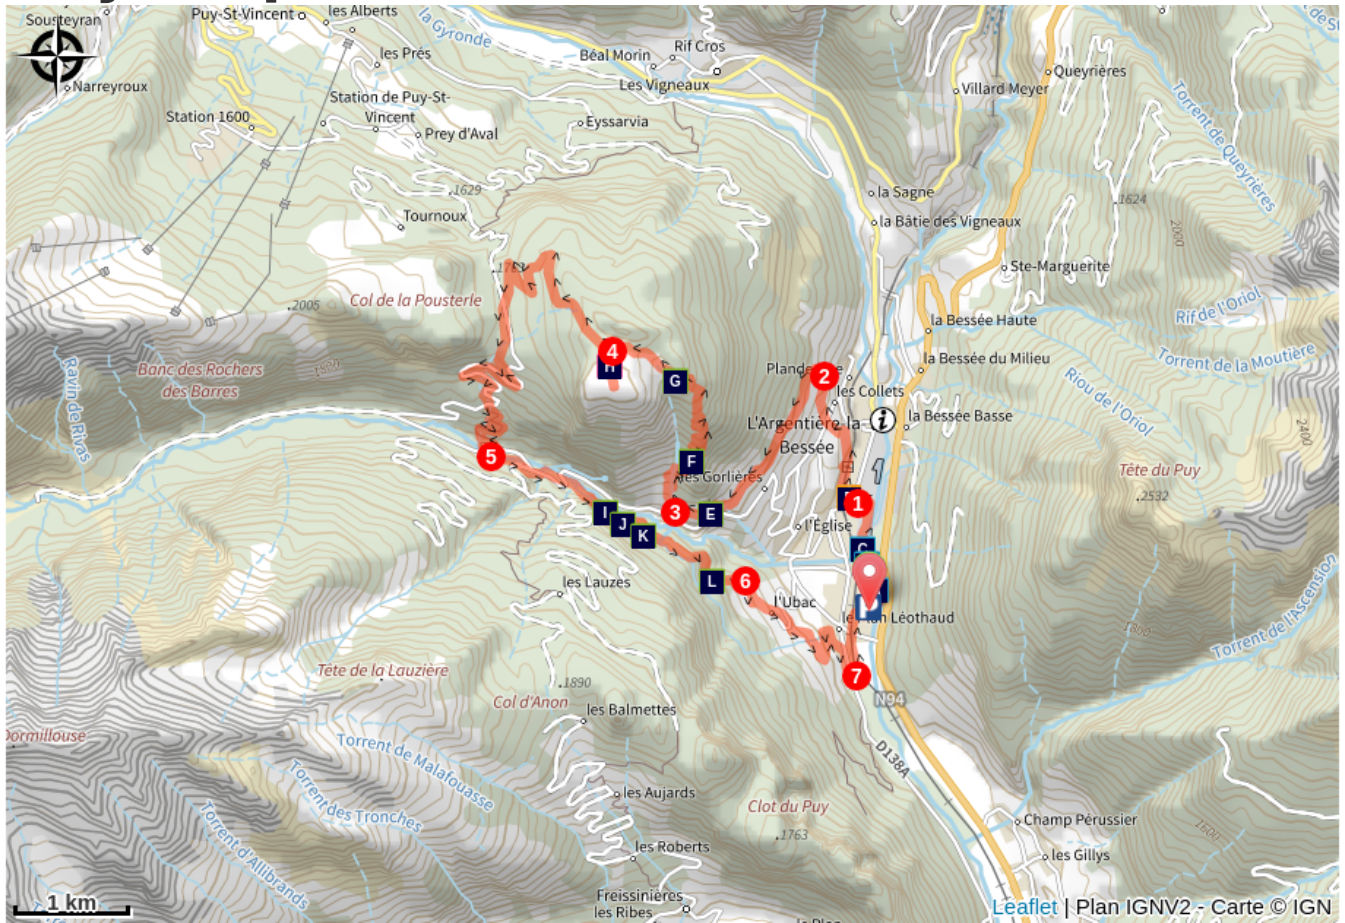 Sousteyran
Puy-St-Vincent
les Alberts
la Gyronde
les Prés
Béal Morin
Rif Cros
Les Vigneaux
Queyrières
Narreyroux
Station de Puy-St-
Vincent
Station 1600
Prey d'Aval
Eyssarvia
Villard Meyer
Torrent de Queyrières
1629
la Sagne
1624
Tournoux
la Bâtie des Vigneaux
2000
Ste-Marguerite
Col de la Pousterle
2005
Rif de l'Oriol
la Bessée Haute
4
H
G
Banc des Rochers
des Barres
1800
Ravin de Rivas
2
les Collets
la Bessée du Milieu
Torrent de la Moutière
Riou de l'Oriol
L'Argentière-la-
Bessée
i
la Bessée Basse
2400
5
F
les Gorlières
Tête du Puy
2532
I
J
K
3
E
1
l'Église
C
les Lauzes
L
6
l'Ubac
P
le Plan Léothaud
1800
Torrent de l'Ascension
Tête de la Lauzière
1890
Col d'Anon
les Balmettes
7
N94
D138A
Dormillouse
Torrent de Malafouasse
Torrent des Tronches
Torrent d'Allibrands
les Aujards
Clot du Puy
1763
Champ Pérussier
1600
les Roberts
les Gillys
Freissinières
les Ribes
1 km
Leaflet | Plan IGNV2 - Carte © IGN